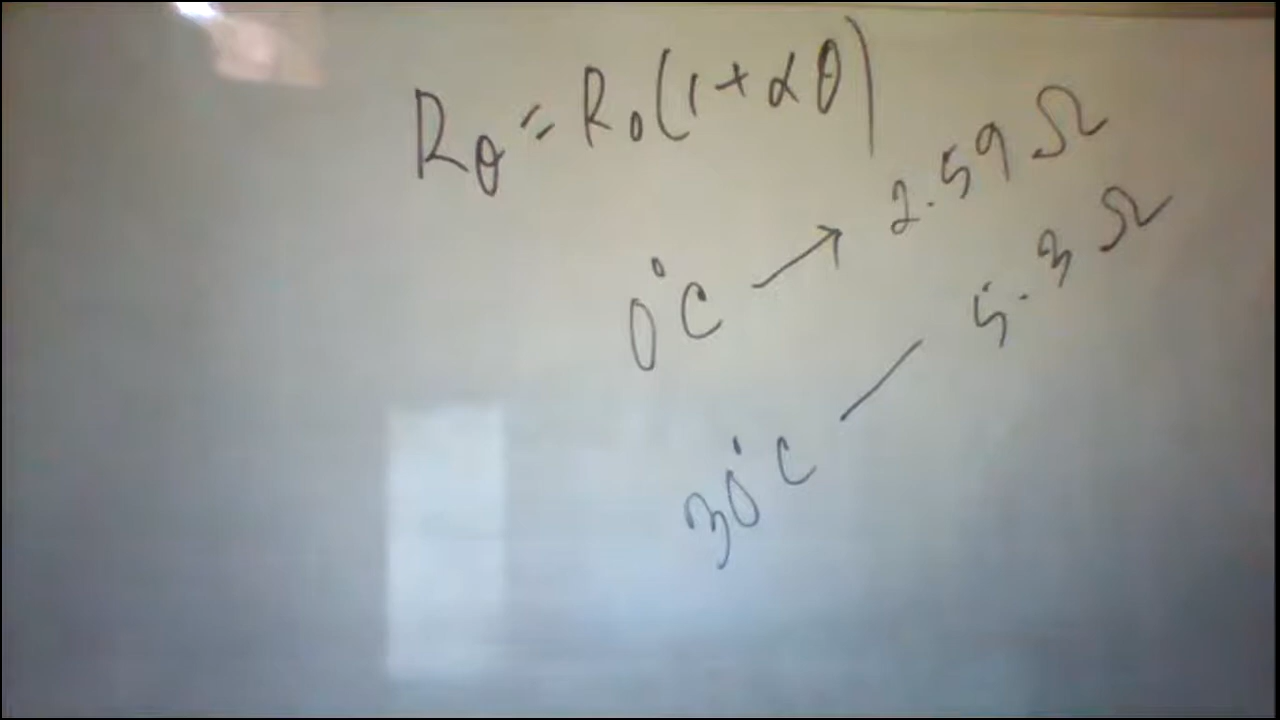 Rθ = R₀(1+αθ)
0°C → 2.59 Ω
30°C — 5.3 Ω